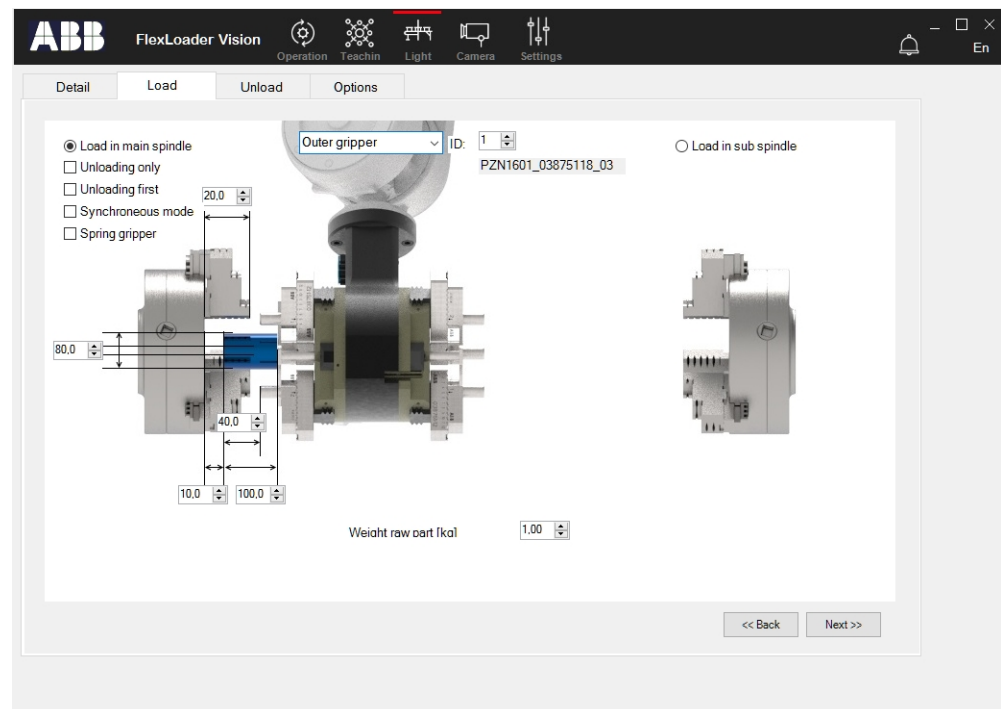 ABB FlexLoader Vision Operation Teachin Light Camera Settings En
Detail Load Unload Options
Load in main spindle
Unloading only
Unloading first
Synchroneous mode
Spring gripper
Outer gripper ID: 1
PZN1601_03875118_03
Load in sub spindle
20,0
80,0
40,0
10,0 100,0
Weight raw part [kg] 1,00
<< Back Next >>